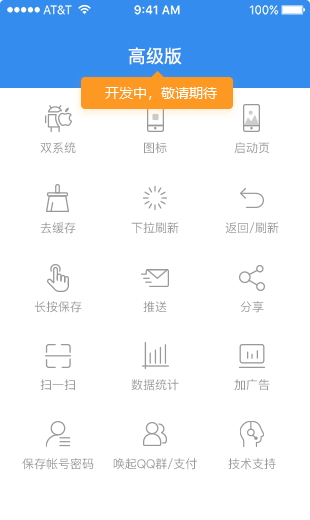 AT&T 9:41 AM 100%
高级版
开发中，敬请期待
双系统 图标 启动页
去缓存 下拉刷新 返回/刷新
长按保存 推送 分享
扫一扫 数据统计 加广告
保存帐号密码 唤起QQ群/支付 技术支持